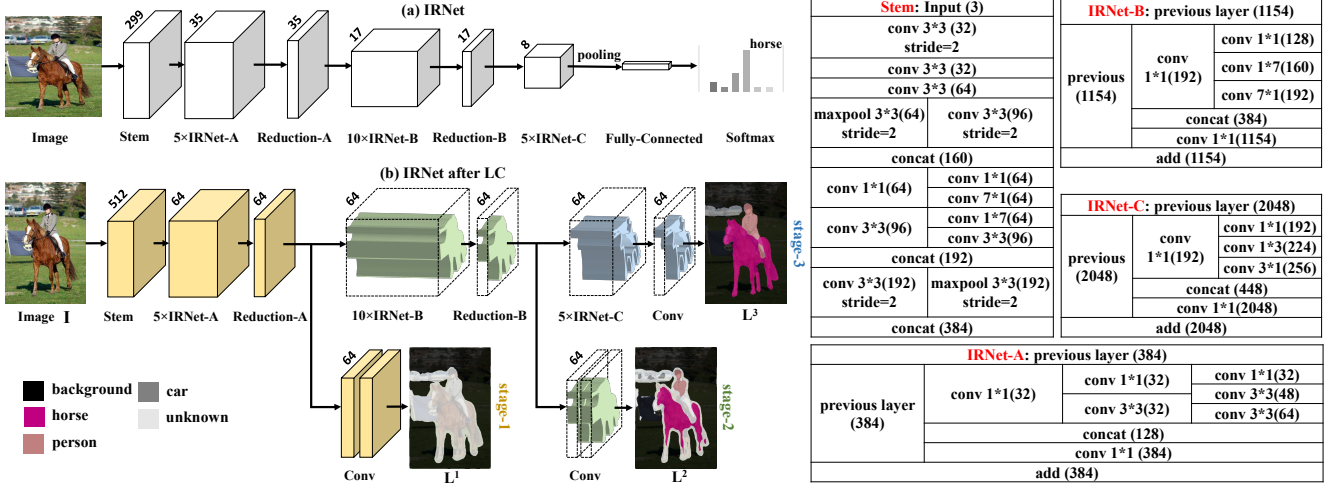 (a) IRNet
299
35
35
17
17
8
pooling
horse
Image
Stem
5×IRNet-A
Reduction-A
10×IRNet-B
Reduction-B
5×IRNet-C
Fully-Connected
Softmax
(b) IRNet after LC
512
64
64
64
64
64
64
stage-3
Image I
Stem
5×IRNet-A
Reduction-A
10×IRNet-B
Reduction-B
5×IRNet-C
Conv
L³
background
car
horse
unknown
person
64
stage-1
Conv
L¹
64
stage-2
Conv
L²
Stem: Input (3)
conv 3*3 (32)
stride=2
conv 3*3 (32)
conv 3*3 (64)
maxpool 3*3(64)
stride=2
conv 3*3(96)
stride=2
concat (160)
conv 1*1(64)
conv 1*1(64)
conv 7*1(64)
conv 3*3(96)
conv 1*7(64)
conv 3*3(96)
concat (192)
conv 3*3(192)
stride=2
maxpool 3*3(192)
stride=2
concat (384)
IRNet-B: previous layer (1154)
previous
(1154)
conv
1*1(192)
conv 1*1(128)
conv 1*7(160)
conv 7*1(192)
concat (384)
conv 1*1(1154)
add (1154)
IRNet-C: previous layer (2048)
previous
(2048)
conv
1*1(192)
conv 1*1(192)
conv 1*3(224)
conv 3*1(256)
concat (448)
conv 1*1(2048)
add (2048)
IRNet-A: previous layer (384)
previous layer
(384)
conv 1*1(32)
conv 1*1(32)
conv 3*3(32)
conv 1*1(32)
conv 3*3(48)
conv 3*3(64)
concat (128)
conv 1*1 (384)
add (384)